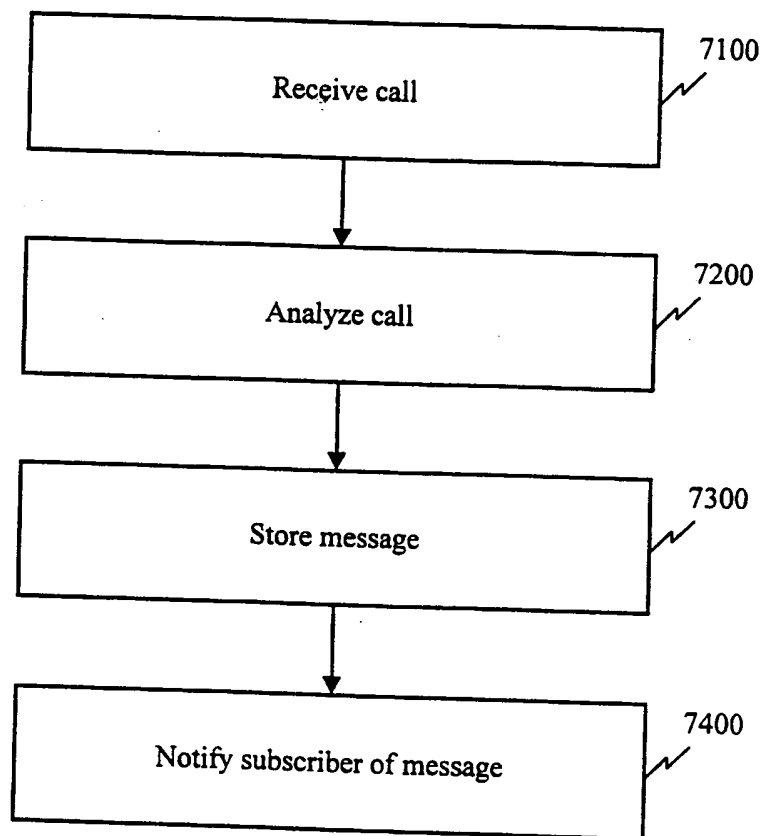 Receive call
7100
Analyze call
7200
Store message
7300
Notify subscriber of message
7400